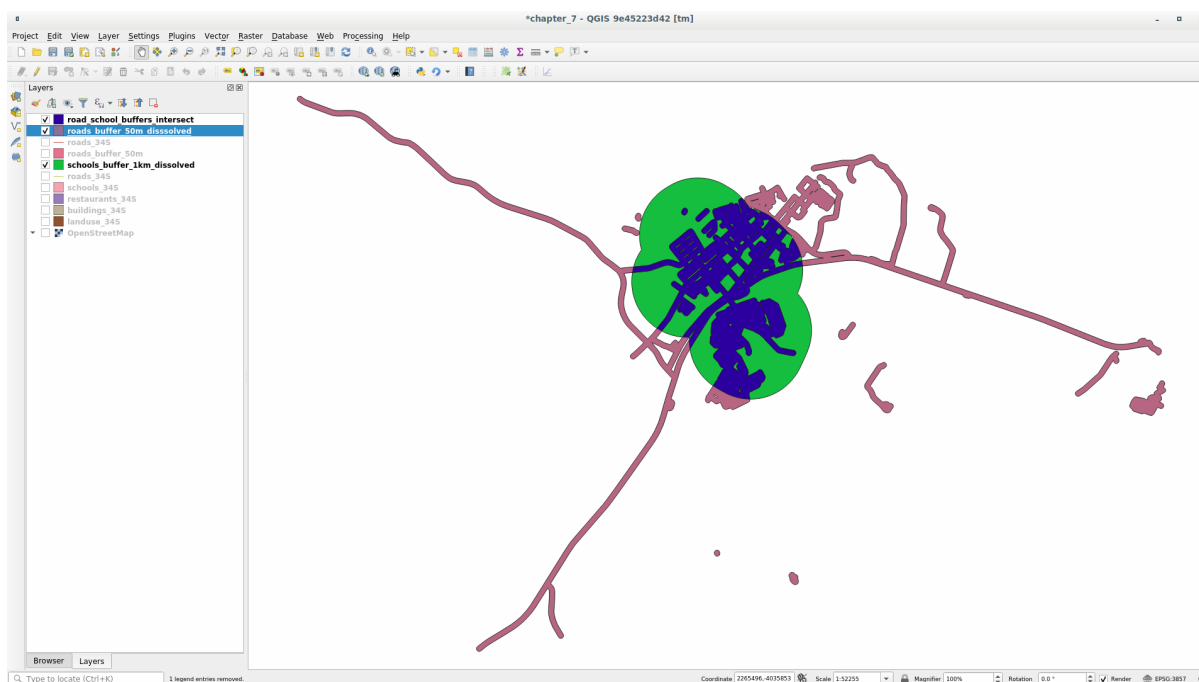 *chapter_7 - QGIS 9e45223d42 [tm]
Project Edit View Layer Settings Plugins Vector Raster Database Web Processing Help
Layers
road_school_buffers_intersect
roads_buffer_50m_disssolved
roads_345
roads_buffer_50m
schools_buffer_1km_dissolved
roads_345
schools_345
restaurants_345
buildings_345
landuse_345
OpenStreetMap
Browser Layers
Type to locate (Ctrl+K) 1 legend entries removed. Coordinate 2265496,-4035853 Scale 1:52255 Magnifier 100% Rotation 0.0 ° Render EPSG:3857